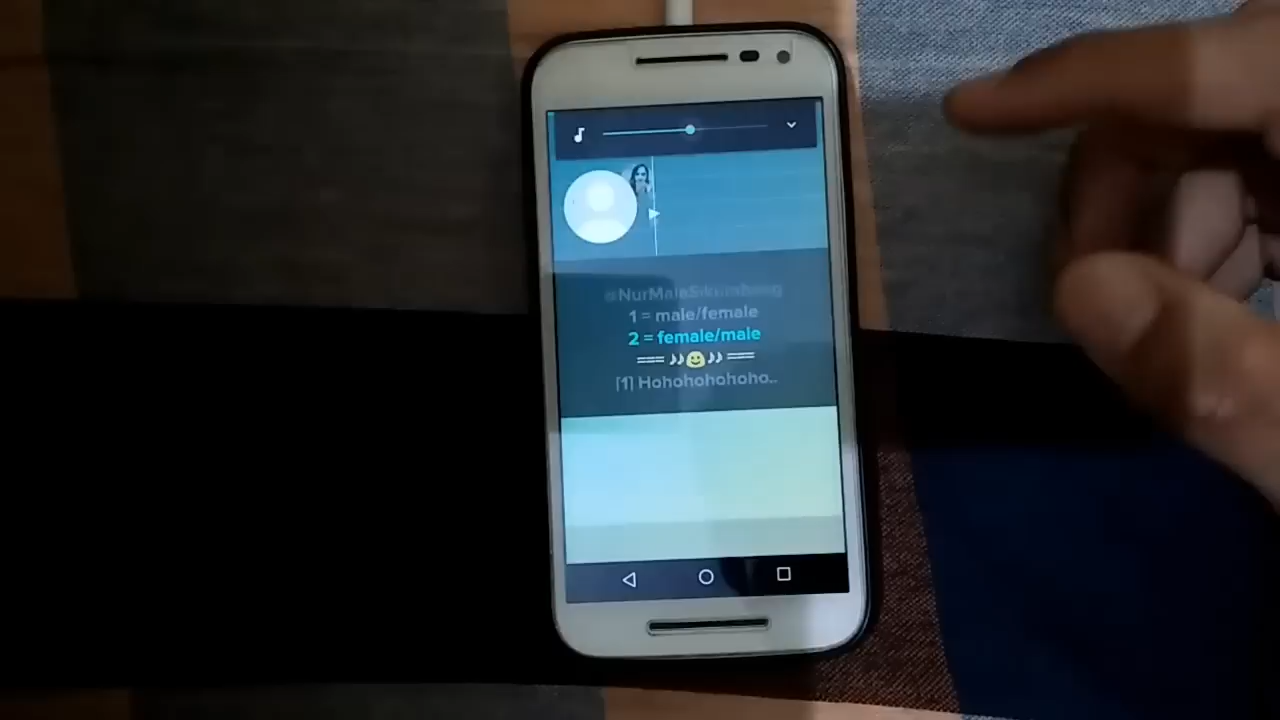 1 = male/female
2 = female/male
=== ♪♪😃♪♪ ===
[1] Hohohohohoho..